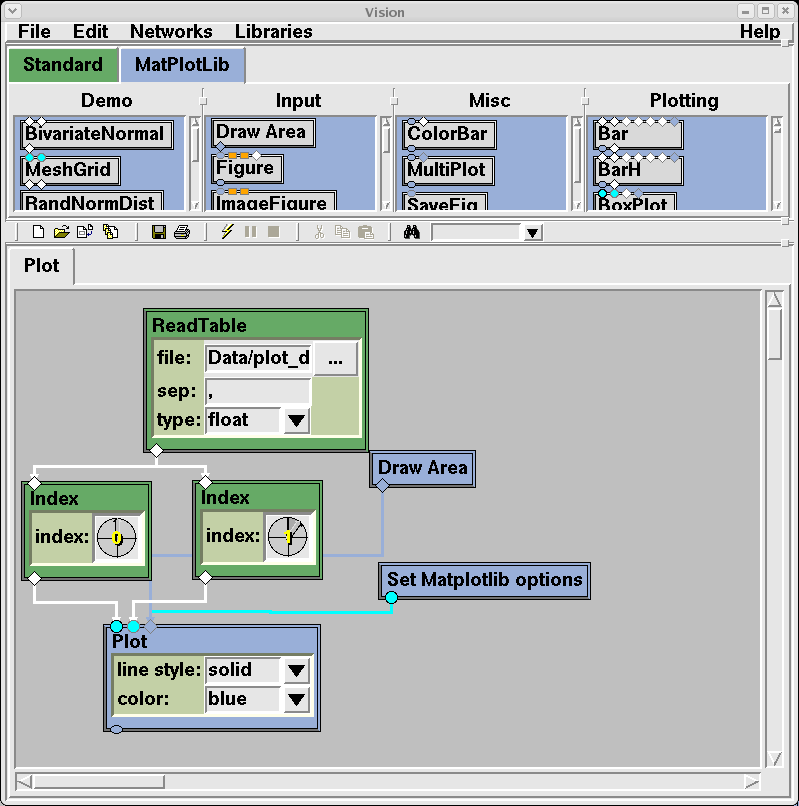 Vision
File Edit Networks Libraries Help
Standard MatPlotLib
Demo Input Misc Plotting
BivariateNormal Draw Area ColorBar Bar
MeshGrid Figure MultiPlot BarH
RandNormDist ImageFigure SaveFig BoxPlot
Plot
ReadTable
file: Data/plot_d ...
sep: ,
type: float
Draw Area
Index Index
index: 0 index: 1
Set Matplotlib options
Plot
line style: solid
color: blue